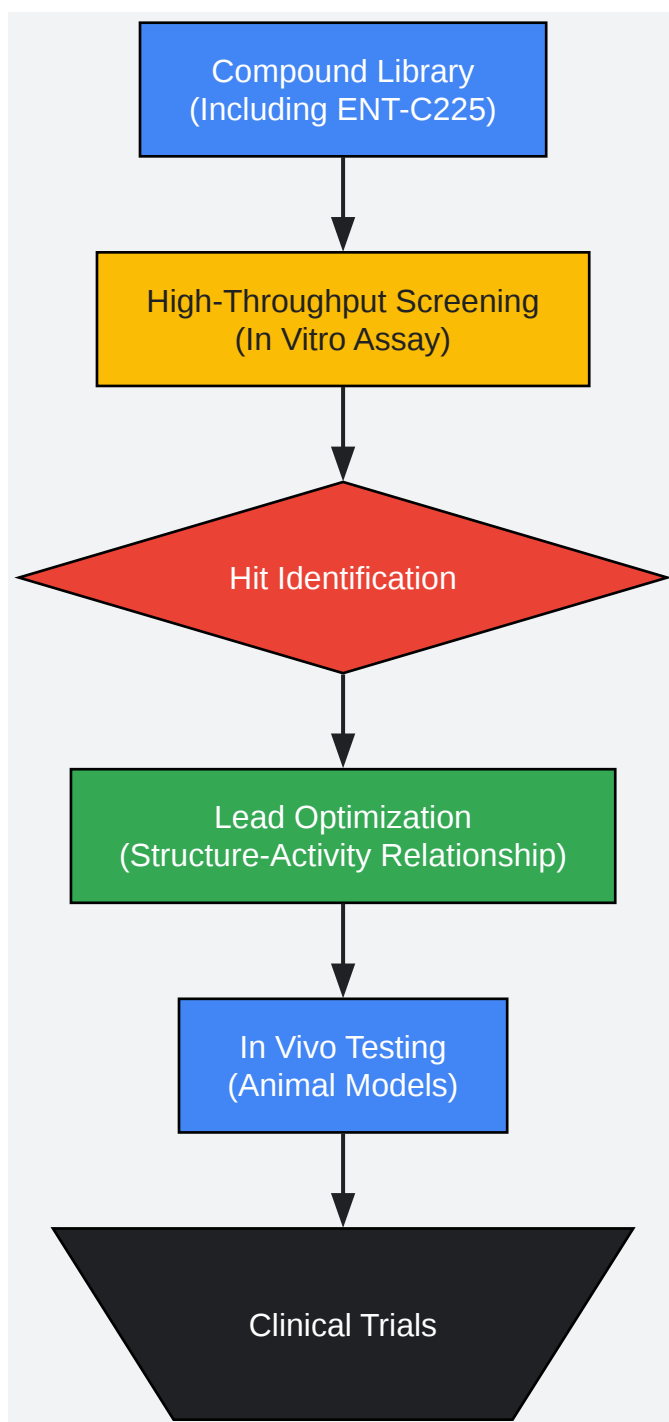 Compound Library
(Including ENT-C225)
High-Throughput Screening
(In Vitro Assay)
Hit Identification
Lead Optimization
(Structure-Activity Relationship)
In Vivo Testing
(Animal Models)
Clinical Trials